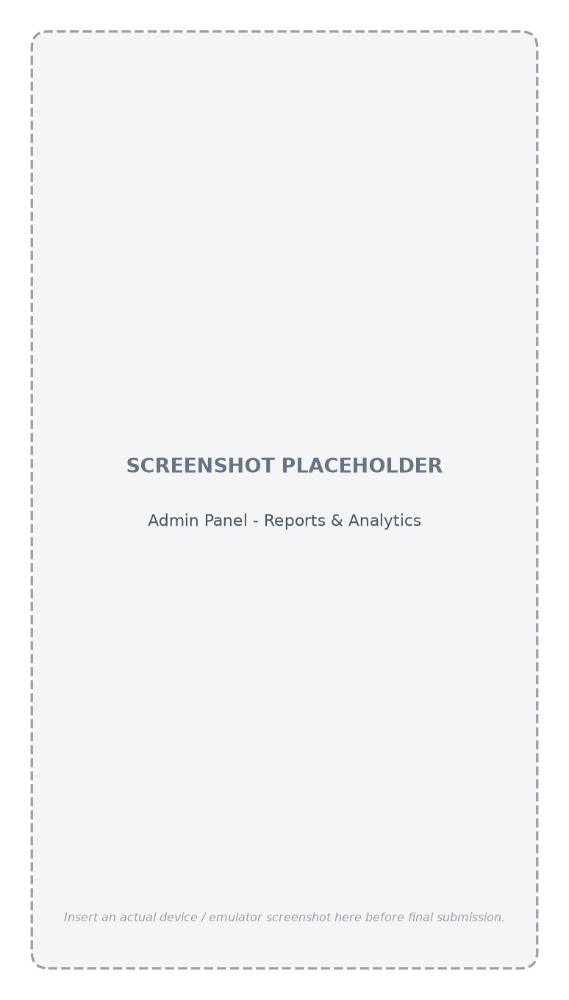 SCREENSHOT PLACEHOLDER
Admin Panel - Reports & Analytics
Insert an actual device / emulator screenshot here before final submission.